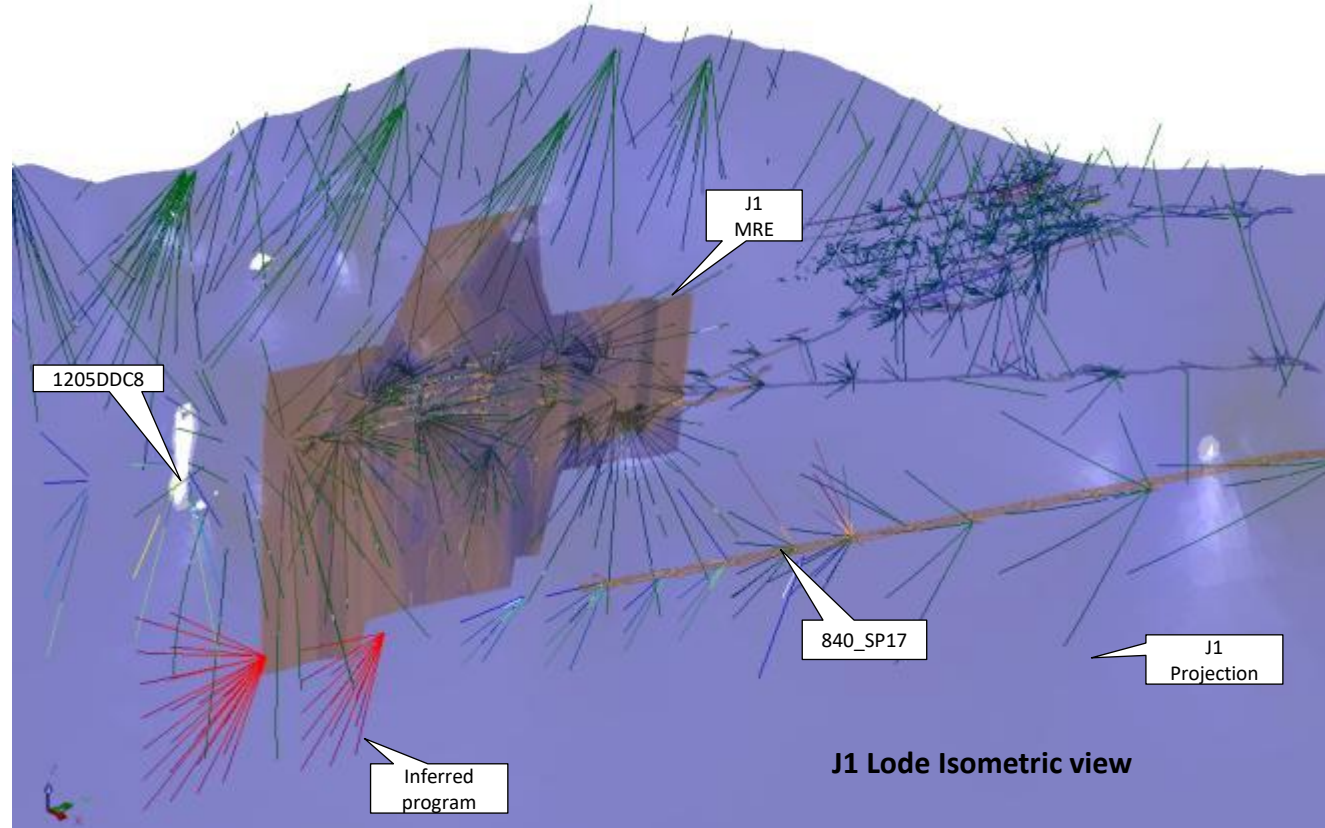 J1
MRE
1205DDC8
840_SP17
J1
Projection
Inferred
program
J1 Lode Isometric view